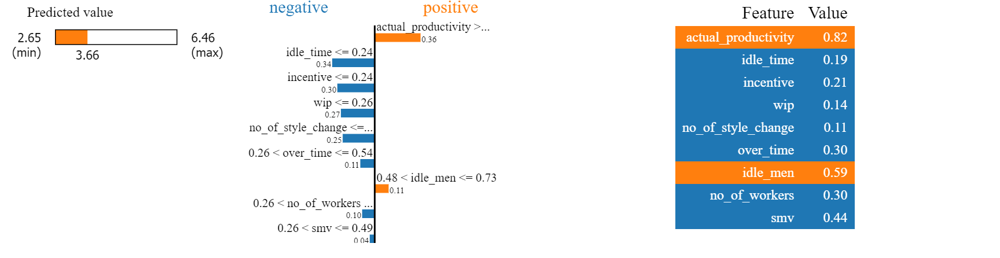 Predicted value
2.65
(min)
3.66
6.46
(max)
negative
positive
actual_productivity >...
0.36
idle_time <= 0.24
0.34
incentive <= 0.24
0.30
wip <= 0.26
0.27
no_of_style_change <=...
0.25
0.26 < over_time <= 0.54
0.11
0.48 < idle_men <= 0.73
0.11
0.26 < no_of_workers ...
0.10
0.26 < smv <= 0.49
0.04
Feature Value
actual_productivity 0.82
idle_time 0.19
incentive 0.21
wip 0.14
no_of_style_change 0.11
over_time 0.30
idle_men 0.59
no_of_workers 0.30
smv 0.44